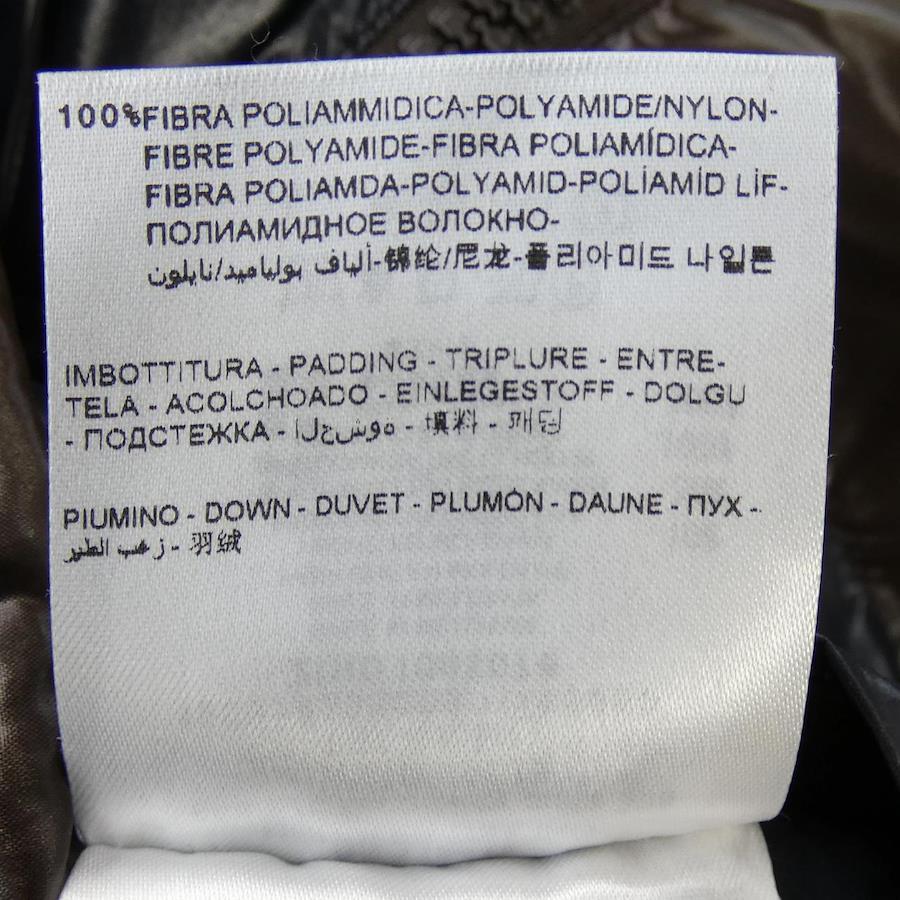 100%FIBRA POLIAMMIDICA-POLYAMIDE/NYLON-
FIBRE POLYAMIDE-FIBRA POLIAMÍDICA-
FIBRA POLIAMDA-POLYAMID-POLİAMİD LİF-
ПОЛИАМИДНОЕ ВОЛОКНО-
ألياف بولياميد/نايلون-锦纶/尼龙-폴리아미드 나일론
IMBOTTITURA - PADDING - TRIPLURE - ENTRE-
TELA - ACOLCHOADO - EINLEGESTOFF - DOLGU
- ПОДСТЕЖКА - الحشوة - 填料 - 패딩
PIUMINO - DOWN - DUVET - PLUMÓN - DAUNE - ПУХ -
زغب الطير - 羽绒